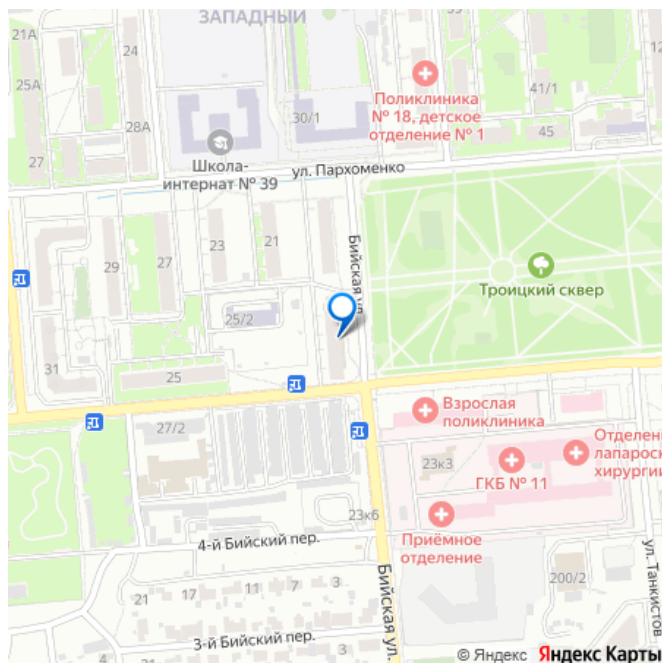 ЗАПАДНЫЙ
21А
24
25А
28А
27
30/1
Поликлиника
№ 18, детское
отделение № 1
41/1
45
Школа-
интернат № 39
ул. Пархоменко
Бийская ул.
29
27
23
21
25/2
31
25
Троицкий сквер
27/2
Взрослая
поликлиника
23к3
ГКБ № 11
Отделени
лапароск
хирургии
23к6
Приёмное
отделение
4-й Бийский пер.
21
17
11
7
3
3
3-й Бийский пер.
Бийская ул.
200/2
ул. Танкистов
© Яндекс Яндекс Карты